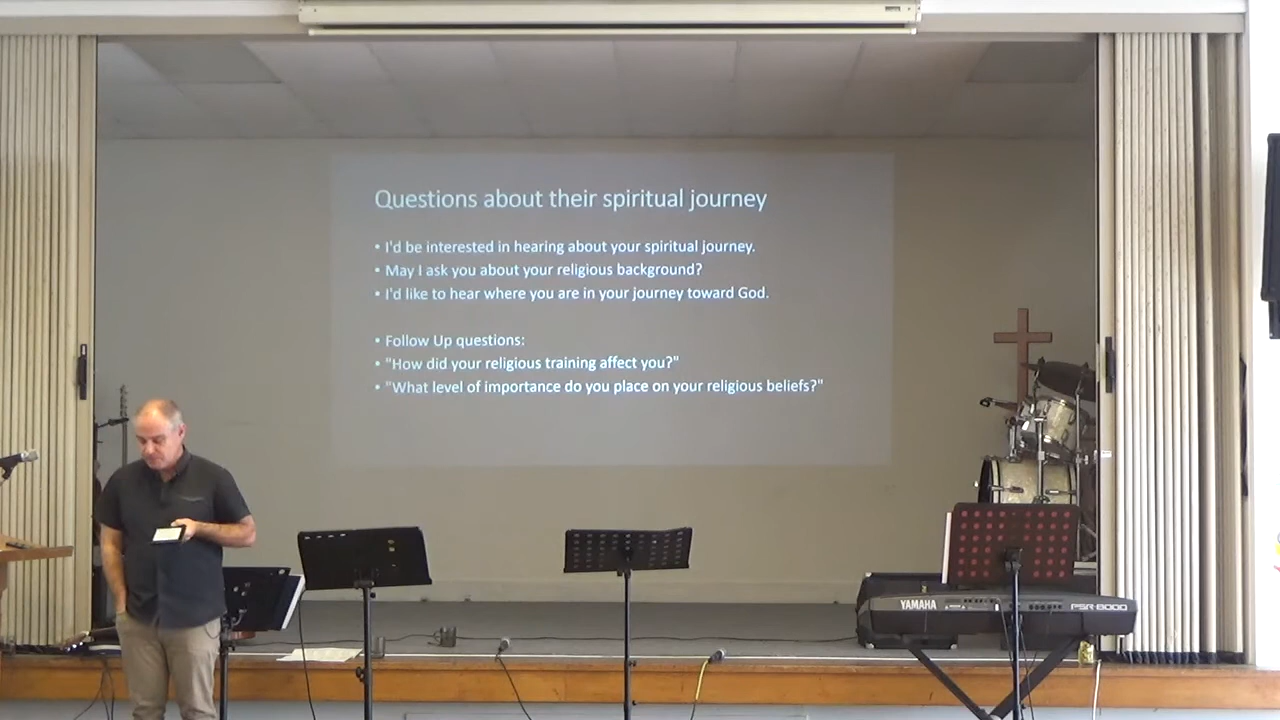 Questions about their spiritual journey
• I'd be interested in hearing about your spiritual journey.
• May I ask you about your religious background?
• I'd like to hear where you are in your journey toward God.
• Follow Up questions:
• "How did your religious training affect you?"
• "What level of importance do you place on your religious beliefs?"
YAMAHA
PSR-8000